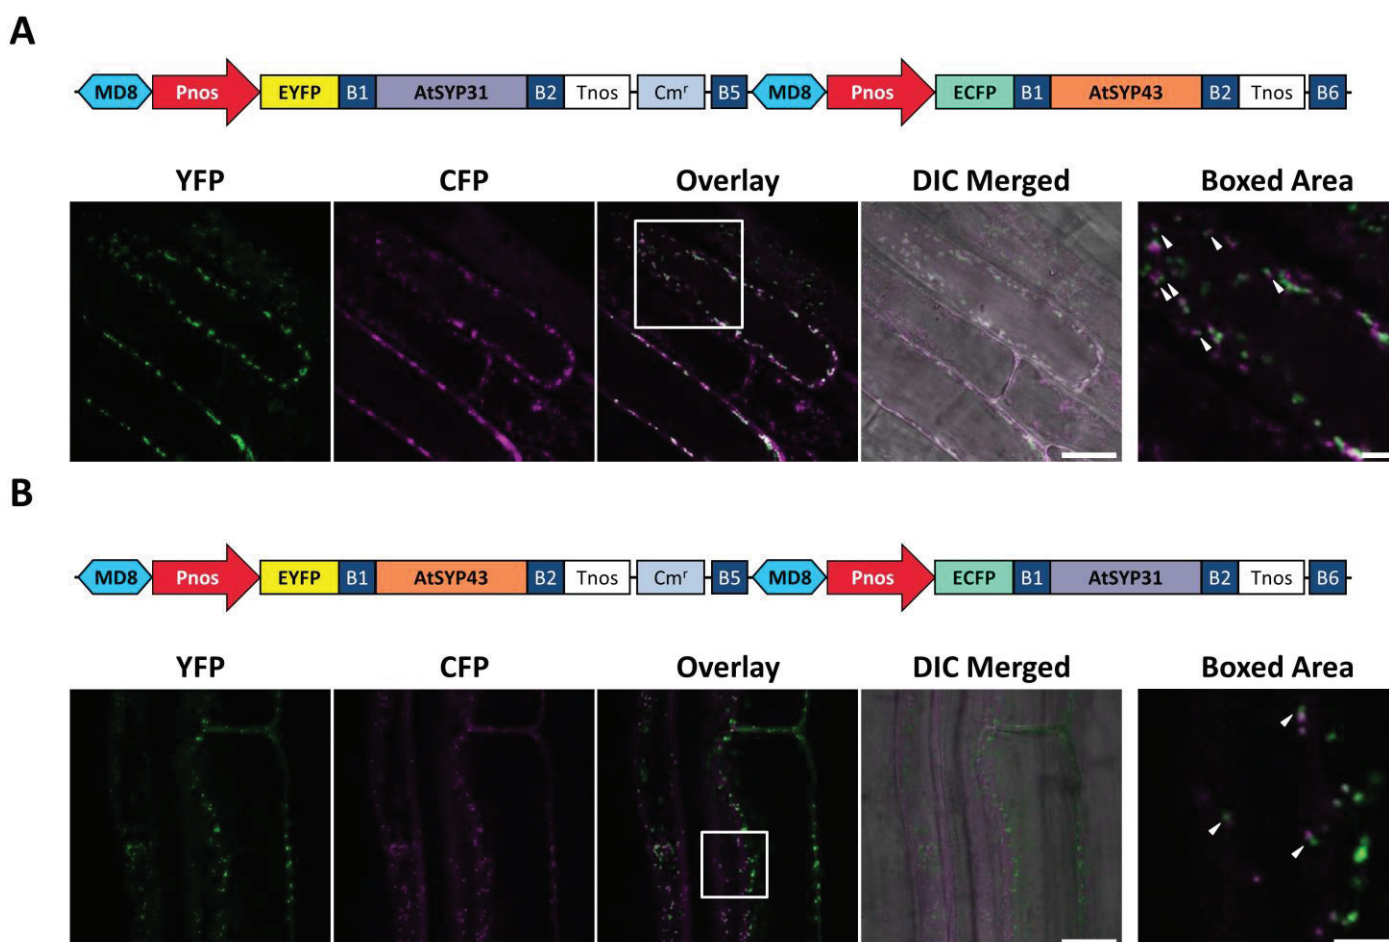 A
MD8 Pnos EYFP B1 AtSYP31 B2 Tnos Cmʳ B5 MD8 Pnos ECFP B1 AtSYP43 B2 Tnos B6
YFP CFP Overlay DIC Merged Boxed Area
B
MD8 Pnos EYFP B1 AtSYP43 B2 Tnos Cmʳ B5 MD8 Pnos ECFP B1 AtSYP31 B2 Tnos B6
YFP CFP Overlay DIC Merged Boxed Area